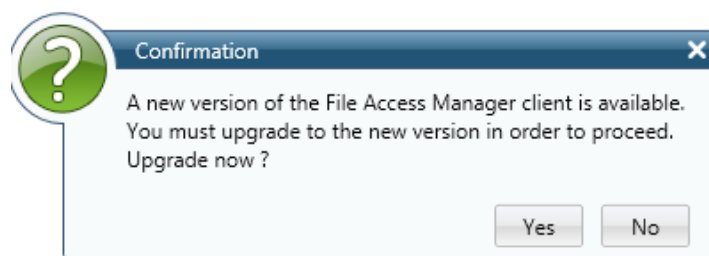 Confirmation
A new version of the File Access Manager client is available.
You must upgrade to the new version in order to proceed.
Upgrade now ?
Yes No